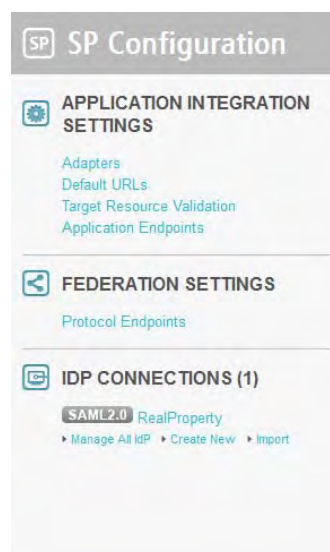 SP SP Configuration
APPLICATION INTEGRATION
SETTINGS
Adapters
Default URLs
Target Resource Validation
Application Endpoints
FEDERATION SETTINGS
Protocol Endpoints
IDP CONNECTIONS (1)
SAML2.0 RealProperty
Manage All IdP Create New Import